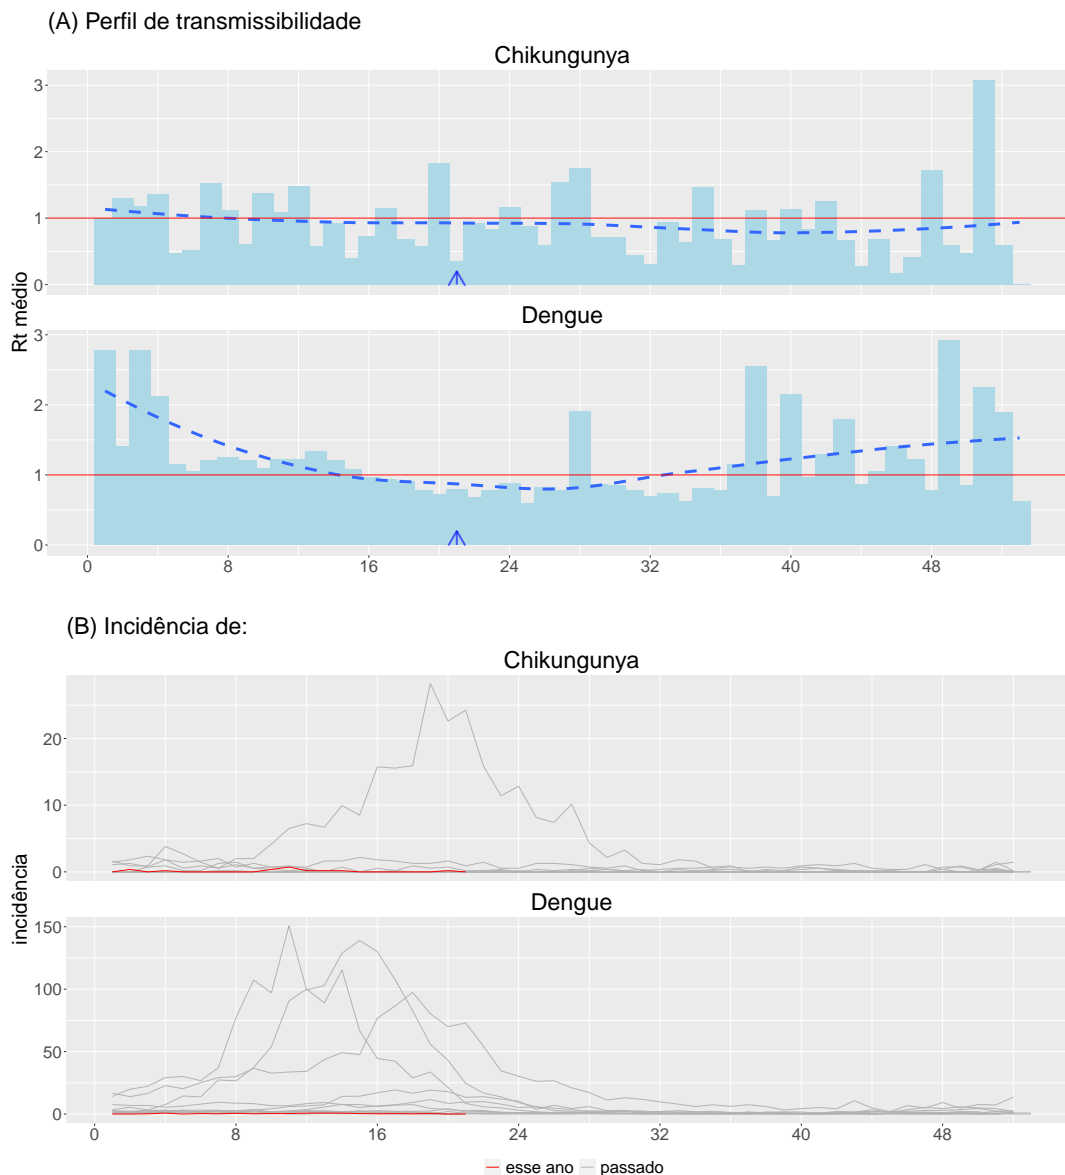 (A) Perfil de transmissibilidade
Chikungunya
3
2
1
0
Rt médio
Dengue
3
2
1
0
0 8 16 24 32 40 48
(B) Incidência de:
Chikungunya
20
10
0
incidência
Dengue
150
100
50
0
0 8 16 24 32 40 48
esse ano passado